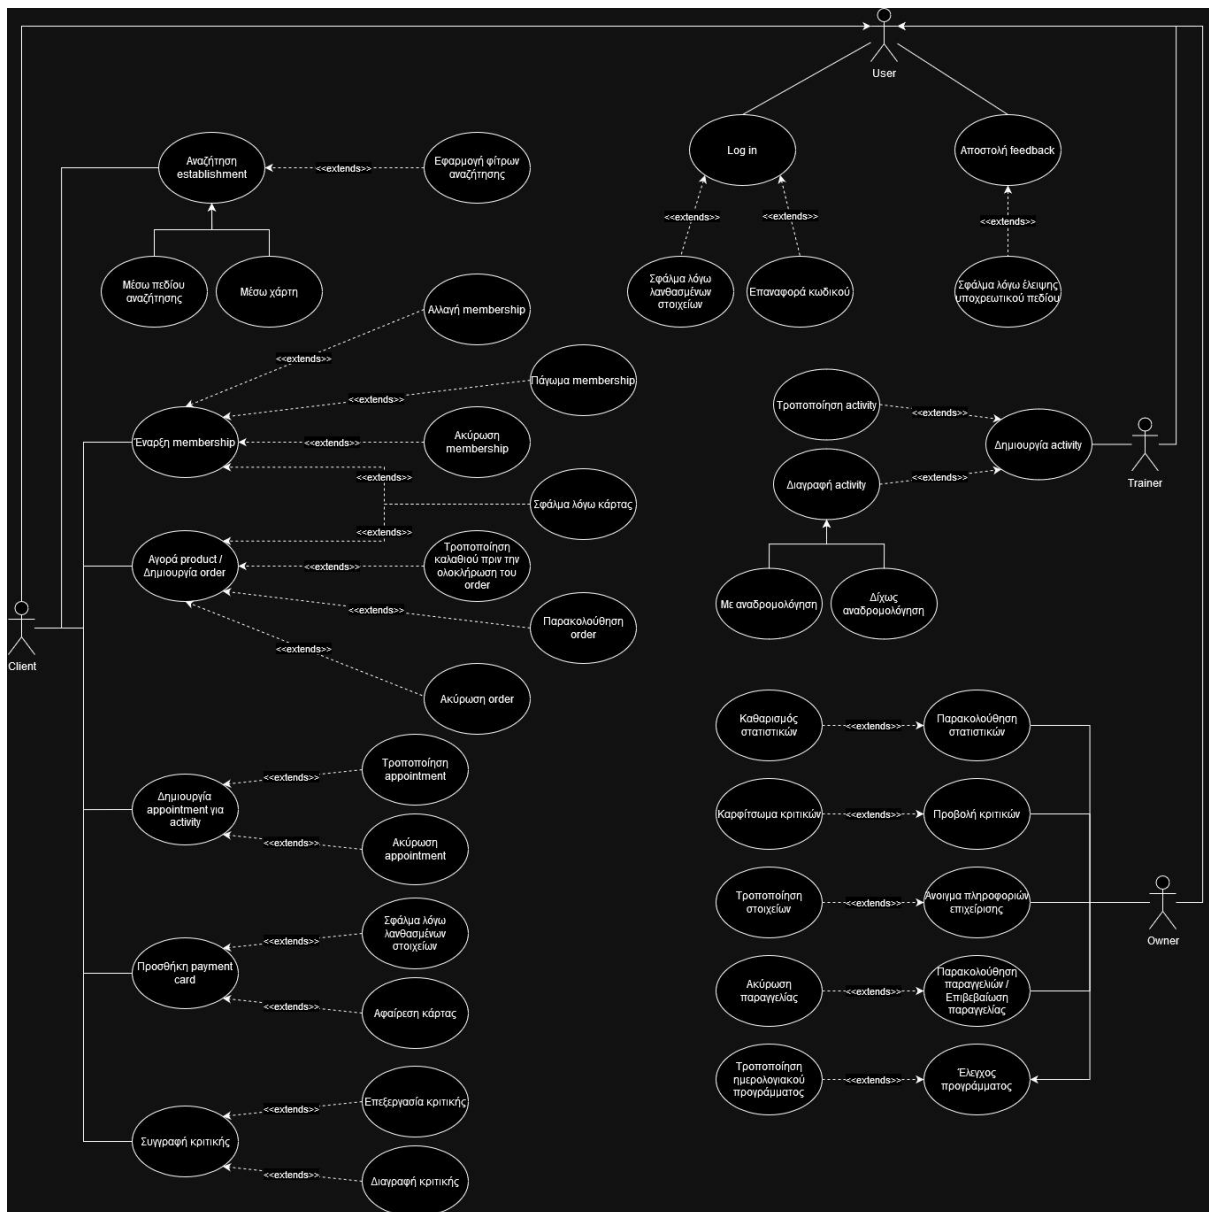 User
Log in
Αποστολή feedback
<<extends>>
<<extends>>
<<extends>>
Σφάλμα λόγω
λανθασμένων
στοιχείων
Επαναφορά κωδικού
Σφάλμα λόγω έλειψης
υποχρεωτικού πεδίου
Αναζήτηση
establishment
<<extends>>
Εφαρμογή φίτρων
αναζήτησης
Μέσω πεδίου
αναζήτησης
Μέσω χάρτη
Αλλαγή membership
<<extends>>
Πάγωμα membership
<<extends>>
Έναρξη membership
<<extends>>
Ακύρωση
membership
<<extends>>
Σφάλμα λόγω κάρτας
<<extends>>
Αγορά product /
Δημιουργία order
<<extends>>
Τροποποίηση
καλαθιού πριν την
ολοκλήρωση του
order
<<extends>>
Παρακολούθηση
order
<<extends>>
Ακύρωση order
Client
Δημιουργία
appointment για
activity
<<extends>>
Τροποποίηση
appointment
<<extends>>
Ακύρωση
appointment
Προσθήκη payment
card
<<extends>>
Σφάλμα λόγω
λανθασμένων
στοιχείων
<<extends>>
Αφαίρεση κάρτας
Συγγραφή κριτικής
<<extends>>
Επεξεργασία κριτικής
<<extends>>
Διαγραφή κριτικής
Τροποποίηση activity
<<extends>>
Δημιουργία activity
Διαγραφή activity
<<extends>>
Trainer
Με αναδρομολόγηση
Δίχως
αναδρομολόγηση
Καθαρισμός
στατιστικών
<<extends>>
Παρακολούθηση
στατιστικών
Καρφίτσωμα κριτικών
<<extends>>
Προβολή κριτικών
Τροποποίηση
στοιχείων
<<extends>>
Άνοιγμα πληροφοριών
επιχείρισης
Owner
Ακύρωση
παραγγελίας
<<extends>>
Παρακολούθηση
παραγγελιών /
Επιβεβαίωση
παραγγελίας
Τροποποίηση
ημερολογιακού
προγράμματος
<<extends>>
Έλεγχος
προγράμματος